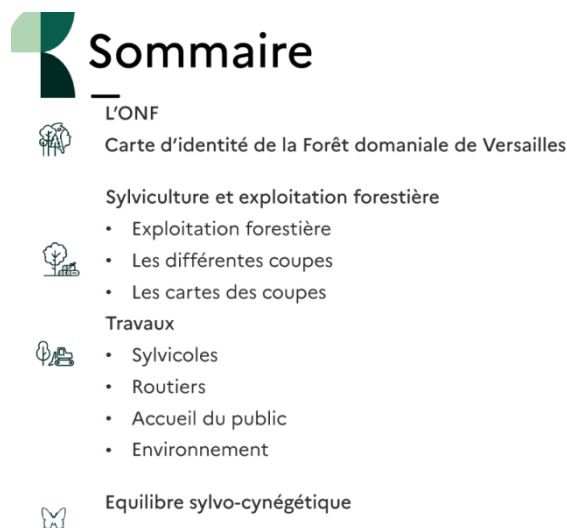 Sommaire
L'ONF
Carte d'identité de la Forêt domaniale de Versailles
Sylviculture et exploitation forestière
• Exploitation forestière
• Les différentes coupes
• Les cartes des coupes
Travaux
• Sylvicoles
• Routiers
• Accueil du public
• Environnement
Equilibre sylvo-cynégétique